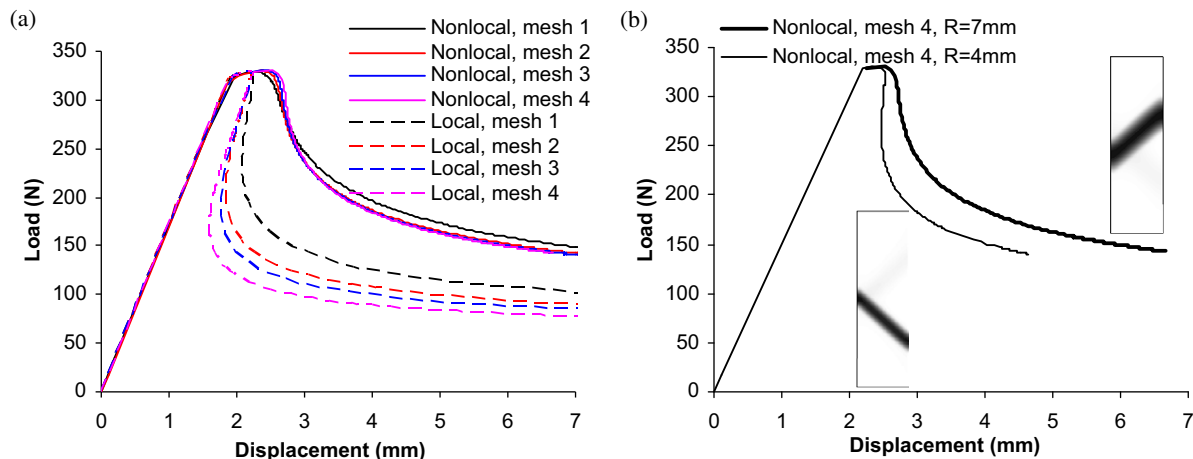 (a)
Nonlocal, mesh 1
Nonlocal, mesh 2
Nonlocal, mesh 3
Nonlocal, mesh 4
Local, mesh 1
Local, mesh 2
Local, mesh 3
Local, mesh 4
350
300
250
200
150
100
50
0
Load (N)
0 1 2 3 4 5 6 7
Displacement (mm)
(b)
Nonlocal, mesh 4, R=7mm
Nonlocal, mesh 4, R=4mm
350
300
250
200
150
100
50
0
Load (N)
0 1 2 3 4 5 6 7
Displacement (mm)